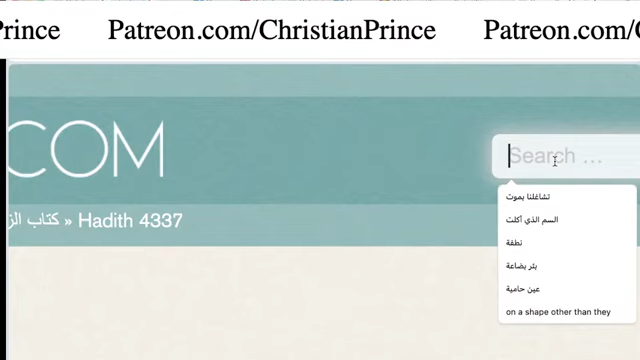 Prince Patreon.com/ChristianPrince Patreon.com/C
COM
Search ...
كتاب الز » Hadith 4337
تشاغلنا بموت
السم الذي أكلت
نطفة
بئر بضاعة
عين حامية
on a shape other than they